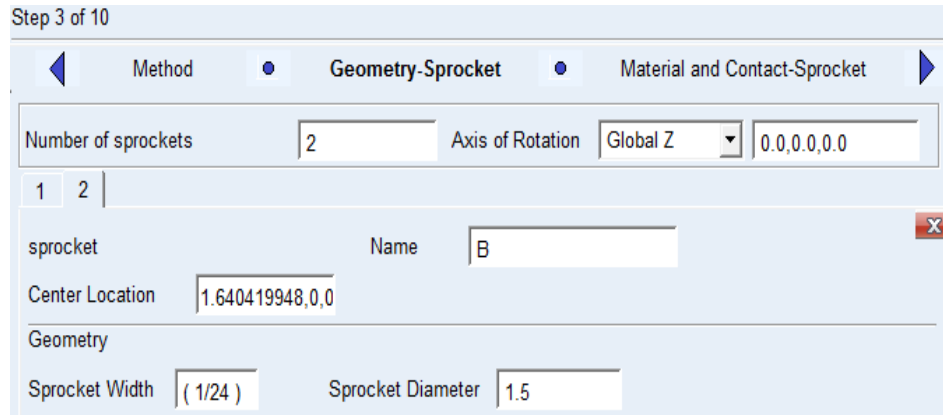 Step 3 of 10
Method Geometry-Sprocket Material and Contact-Sprocket
Number of sprockets 2 Axis of Rotation Global Z 0.0,0.0,0.0
1 2
sprocket Name B
Center Location 1.640419948,0,0
Geometry
Sprocket Width ( 1/24 ) Sprocket Diameter 1.5